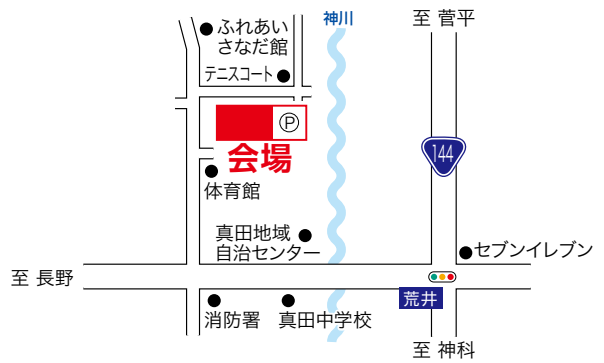 神川
至 菅平
ふれあい
さなだ館
テニスコート
P
会場
144
体育館
真田地域
自治センター
セブンイレブン
至 長野
荒井
消防署
真田中学校
至 神科